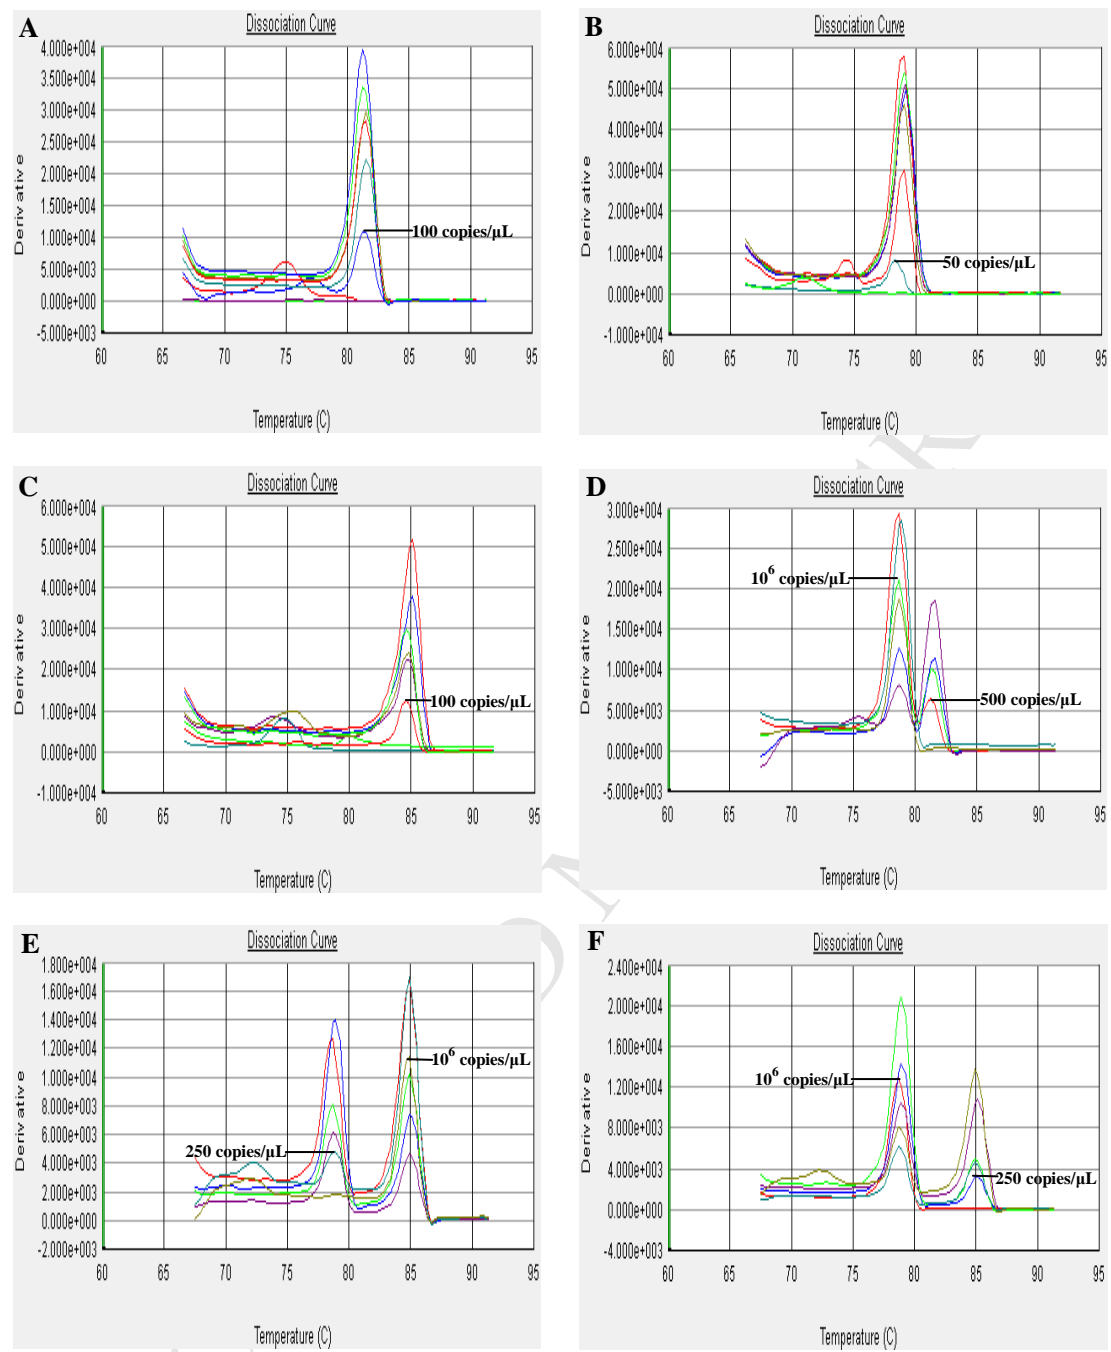 A
Dissociation Curve
4.000e+004
3.500e+004
3.000e+004
2.500e+004
2.000e+004
1.500e+004
1.000e+004
5.000e+003
0.000e+000
-5.000e+003
Derivative
100 copies/µL
60 65 70 75 80 85 90 95
Temperature (C)
B
Dissociation Curve
6.000e+004
5.000e+004
4.000e+004
3.000e+004
2.000e+004
1.000e+004
0.000e+000
-1.000e+004
Derivative
50 copies/µL
60 65 70 75 80 85 90 95
Temperature (C)
C
Dissociation Curve
6.000e+004
5.000e+004
4.000e+004
3.000e+004
2.000e+004
1.000e+004
0.000e+000
-1.000e+004
Derivative
100 copies/µL
60 65 70 75 80 85 90 95
Temperature (C)
D
Dissociation Curve
3.000e+004
2.500e+004
2.000e+004
1.500e+004
1.000e+004
5.000e+003
0.000e+000
-5.000e+003
Derivative
10⁶ copies/µL
500 copies/µL
60 65 70 75 80 85 90 95
Temperature (C)
E
Dissociation Curve
1.800e+004
1.600e+004
1.400e+004
1.200e+004
1.000e+004
8.000e+003
6.000e+003
4.000e+003
2.000e+003
0.000e+000
-2.000e+003
Derivative
10⁶ copies/µL
250 copies/µL
60 65 70 75 80 85 90 95
Temperature (C)
F
Dissociation Curve
2.400e+004
2.000e+004
1.600e+004
1.200e+004
8.000e+003
4.000e+003
0.000e+000
-4.000e+003
Derivative
10⁶ copies/µL
250 copies/µL
60 65 70 75 80 85 90 95
Temperature (C)